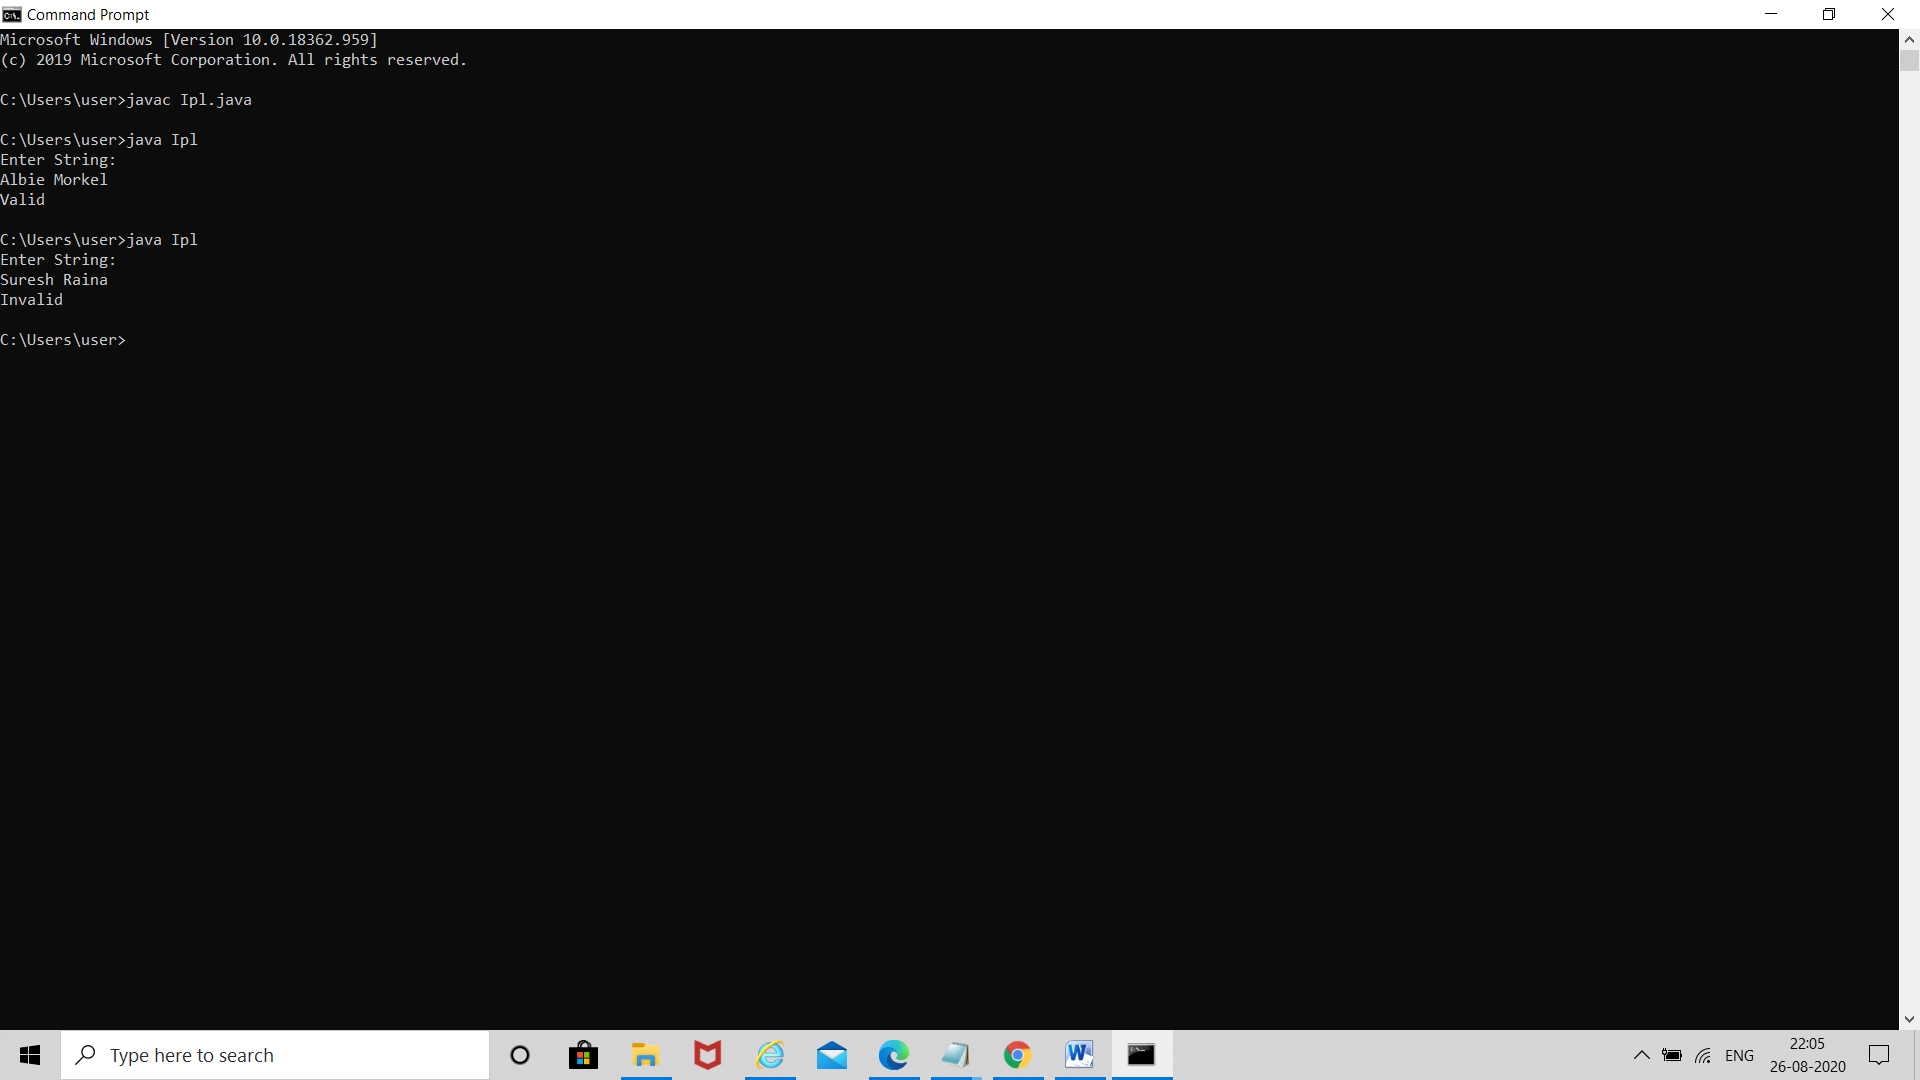 Command Prompt
Microsoft Windows [Version 10.0.18362.959]
(c) 2019 Microsoft Corporation. All rights reserved.
C:\Users\user>javac Ipl.java
C:\Users\user>java Ipl
Enter String:
Albie Morkel
Valid
C:\Users\user>java Ipl
Enter String:
Suresh Raina
Invalid
C:\Users\user>
Type here to search
ENG
22:05
26-08-2020